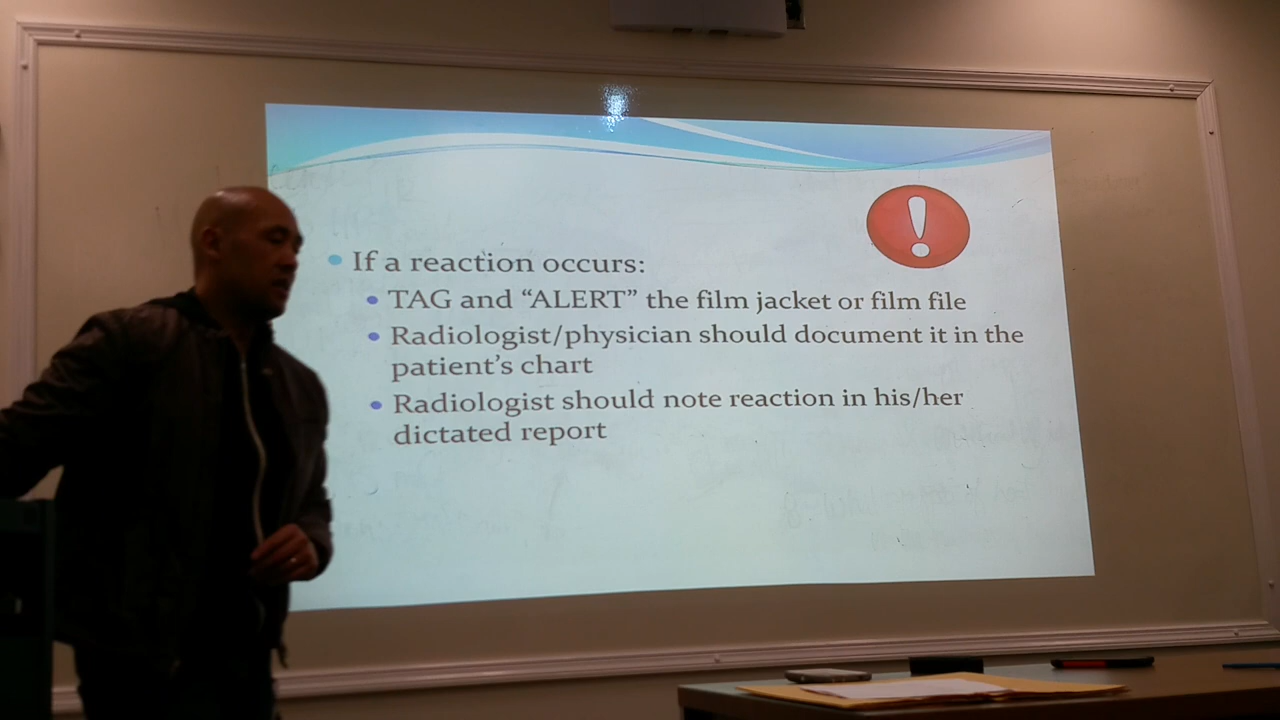 If a reaction occurs:
TAG and “ALERT” the film jacket or film file
Radiologist/physician should document it in the
patient’s chart
Radiologist should note reaction in his/her
dictated report